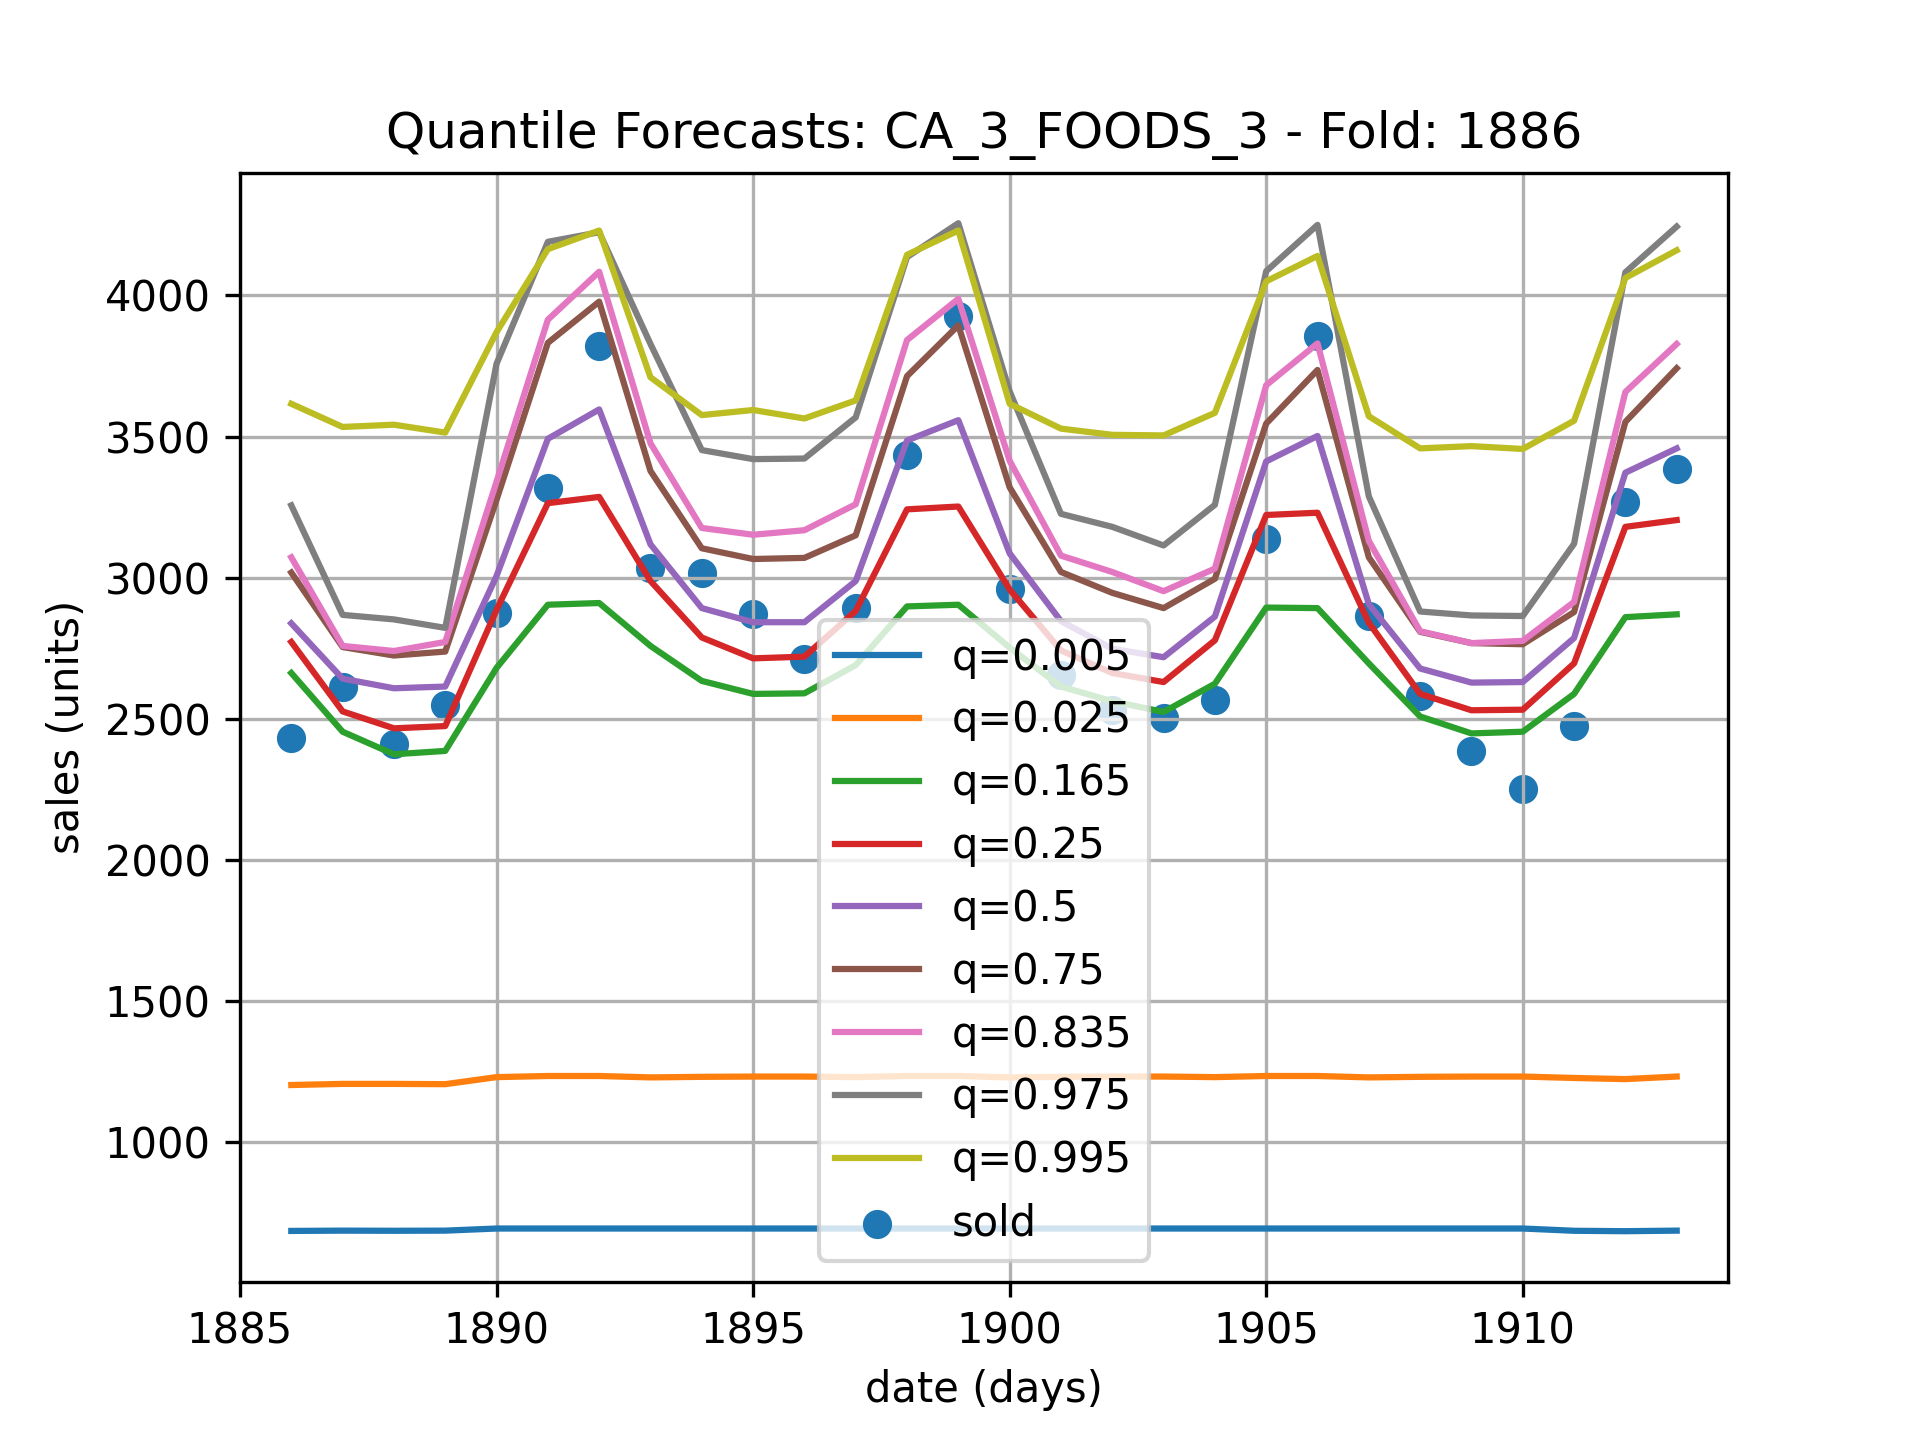 Quantile Forecasts: CA_3_FOODS_3 - Fold: 1886
4000
3500
3000
2500
2000
1500
1000
sales (units)
q=0.005
q=0.025
q=0.165
q=0.25
q=0.5
q=0.75
q=0.835
q=0.975
q=0.995
sold
1885 1890 1895 1900 1905 1910
date (days)